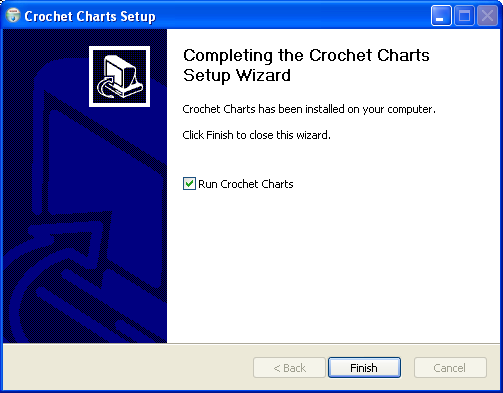 Crochet Charts Setup
Completing the Crochet Charts
Setup Wizard
Crochet Charts has been installed on your computer.
Click Finish to close this wizard.
Run Crochet Charts
< Back
Finish
Cancel